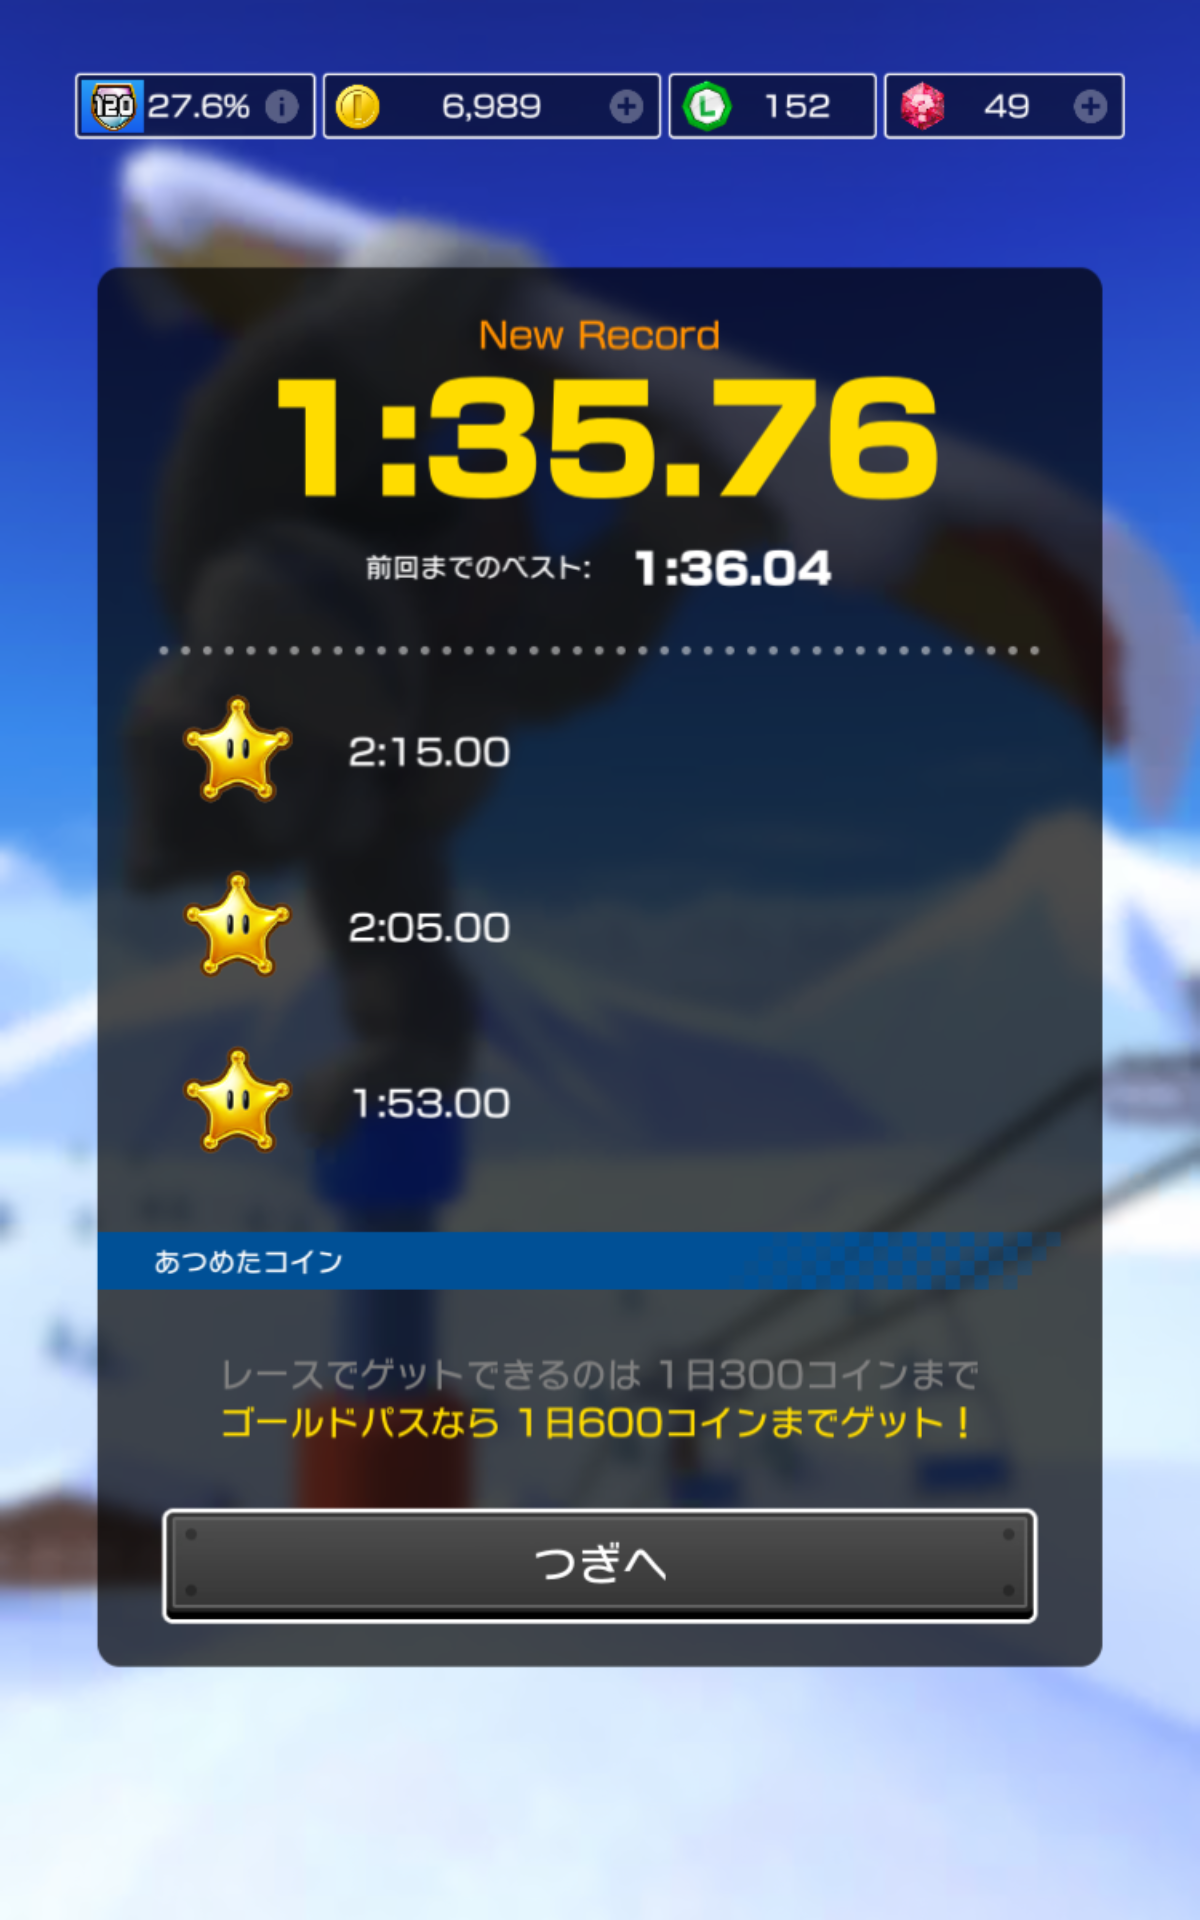 120 27.6% i 6,989 + L 152 ? 49 +
New Record
1:35.76
前回までのベスト: 1:36.04
2:15.00
2:05.00
1:53.00
あつめたコイン
レースでゲットできるのは 1日300コインまで
ゴールドパスなら 1日600コインまでゲット！
つぎへ